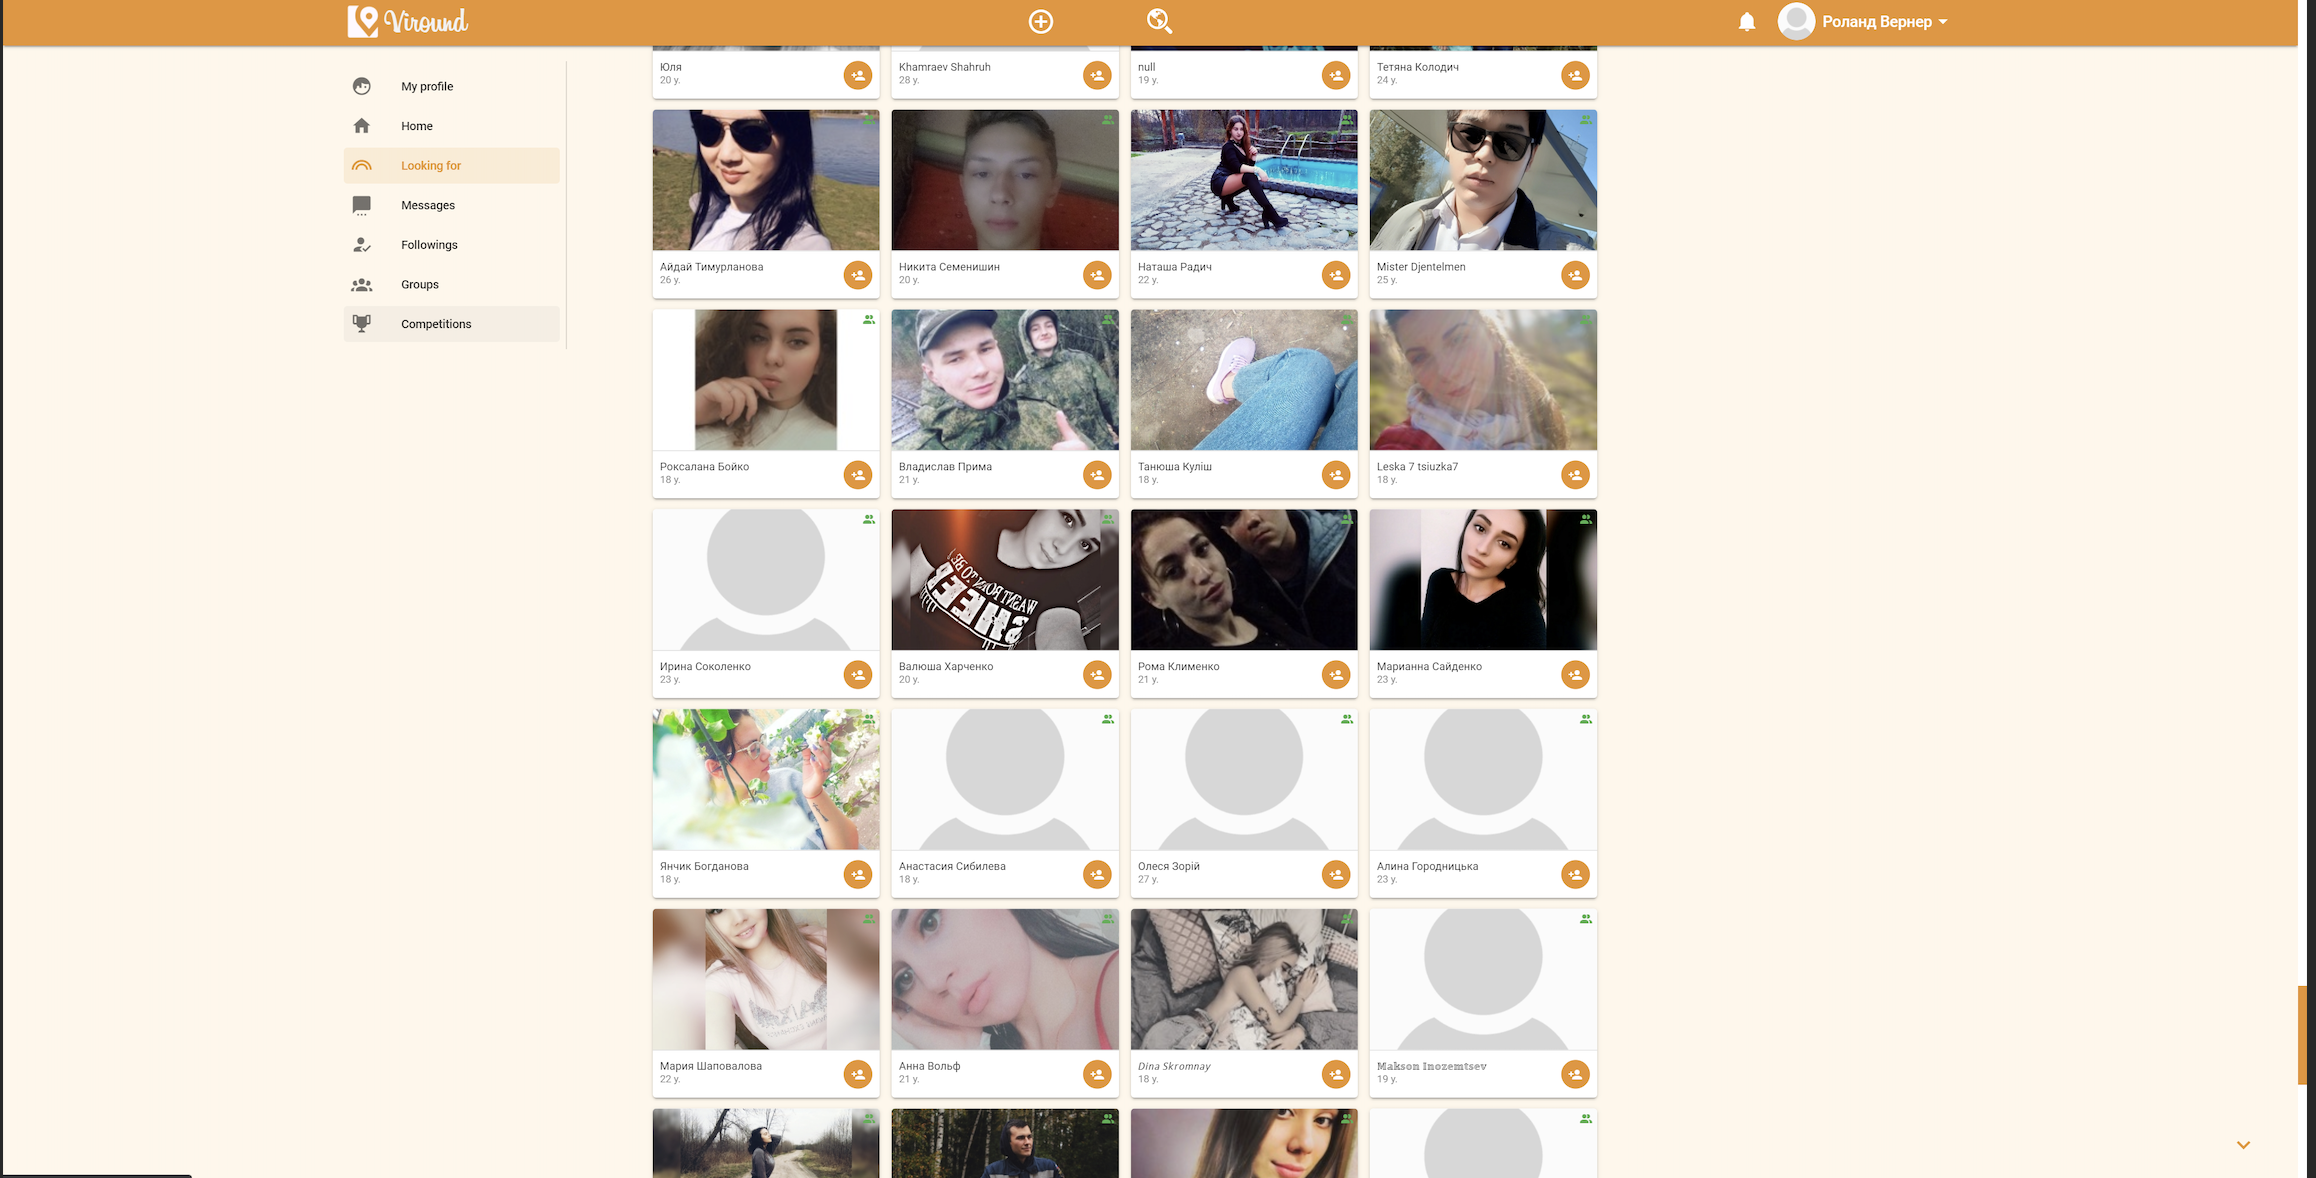 Viround
Роланд Вернер
My profile
Home
Looking for
Messages
Followings
Groups
Competitions
Юля
20 y.
Khamraev Shahruh
28 y.
null
19 y.
Тетяна Колодич
24 y.
Айдай Тимурланова
26 y.
Никита Семенишин
20 y.
Наташа Радич
22 y.
Mister Djentelmen
25 y.
Роксалана Бойко
18 y.
Владислав Прима
21 y.
Танюша Куліш
18 y.
Leska 7 tsiuzka7
18 y.
Ирина Соколенко
23 y.
Валюша Харченко
20 y.
Рома Клименко
21 y.
Марианна Сайденко
23 y.
Янчик Богданова
18 y.
Анастасия Сибилева
18 y.
Олеся Зорій
27 y.
Алина Городницька
23 y.
Мария Шаповалова
22 y.
Анна Вольф
21 y.
Dina Skromnay
18 y.
Makson Inozemtsev
19 y.